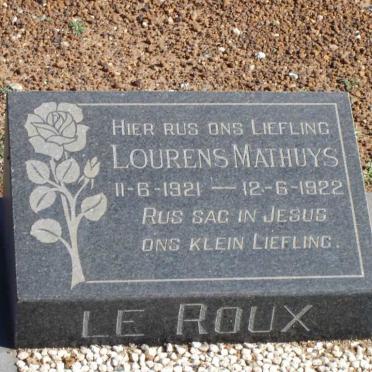 HIER RUS ONS LIEFLING
LOURENS MATHUYS
11-6-1921 — 12-6-1922
RUS SAG IN JESUS
ONS KLEIN LIEFLING.
LE ROUX